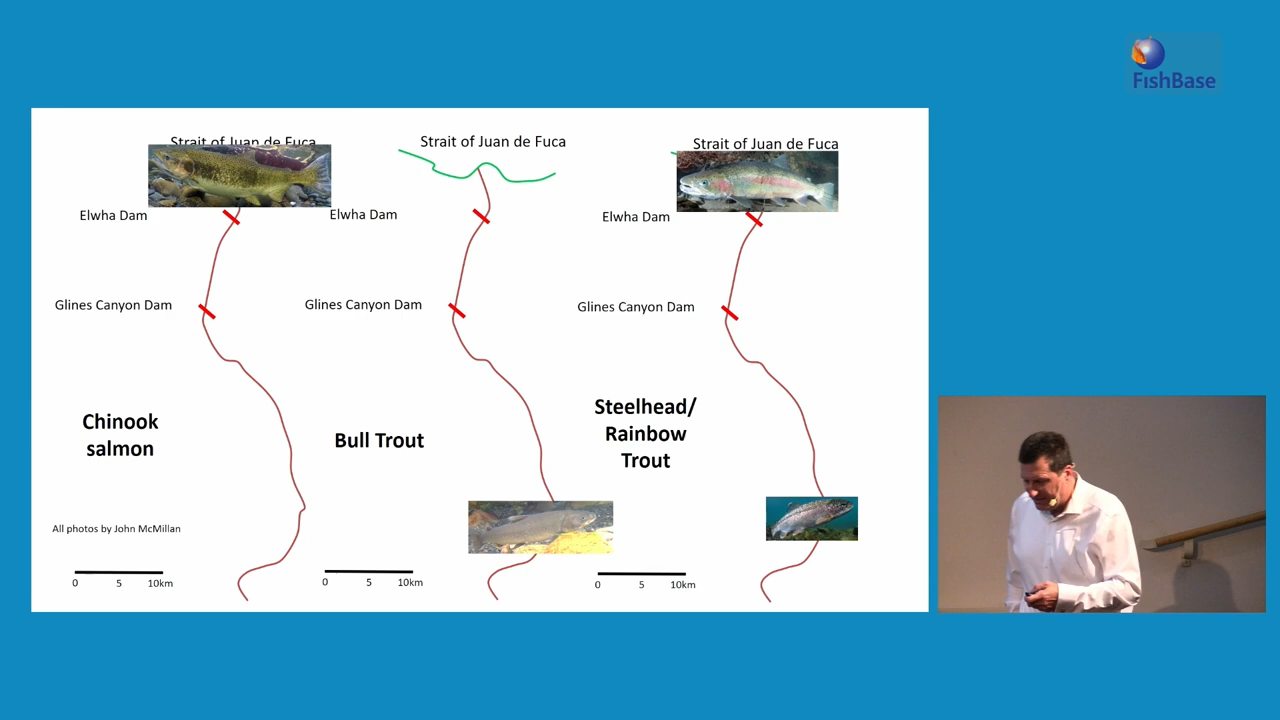 FishBase
Strait of Juan de Fuca
Elwha Dam
Glines Canyon Dam
Chinook
salmon
All photos by John McMillan
0 5 10km
Strait of Juan de Fuca
Elwha Dam
Glines Canyon Dam
Bull Trout
0 5 10km
Strait of Juan de Fuca
Elwha Dam
Glines Canyon Dam
Steelhead/
Rainbow
Trout
0 5 10km